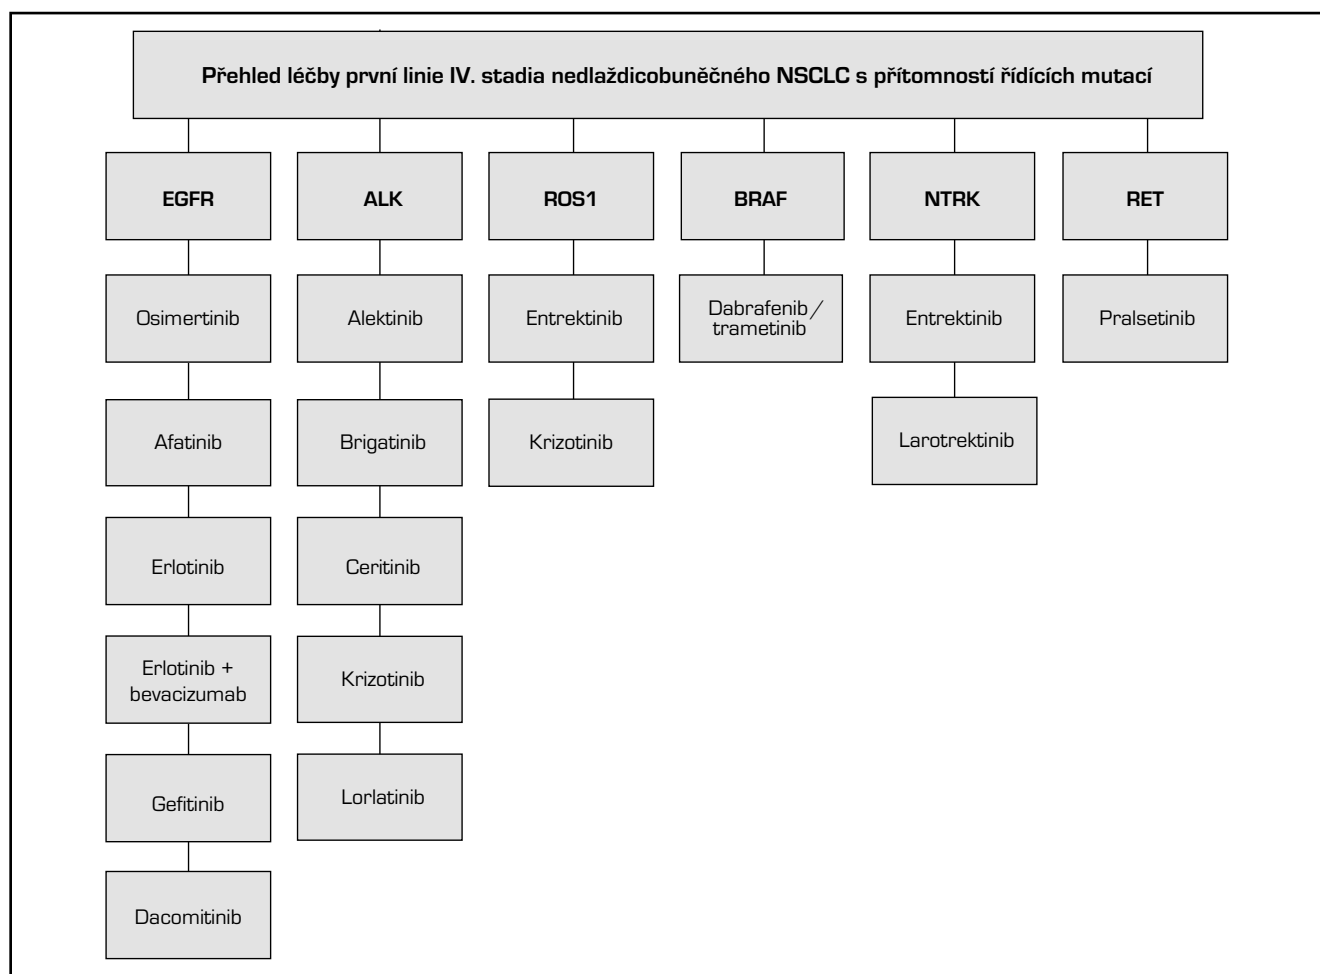 Přehled léčby první linie IV. stadia nedlaždicobuněčného NSCLC s přítomností řídících mutací
EGFR
ALK
ROS1
BRAF
NTRK
RET
Osimertinib
Alektinib
Entrektinib
Dabrafenib/
trametinib
Entrektinib
Pralsetinib
Afatinib
Brigatinib
Krizotinib
Larotrektinib
Erlotinib
Ceritinib
Erlotinib +
bevacizumab
Krizotinib
Gefitinib
Lorlatinib
Dacomitinib